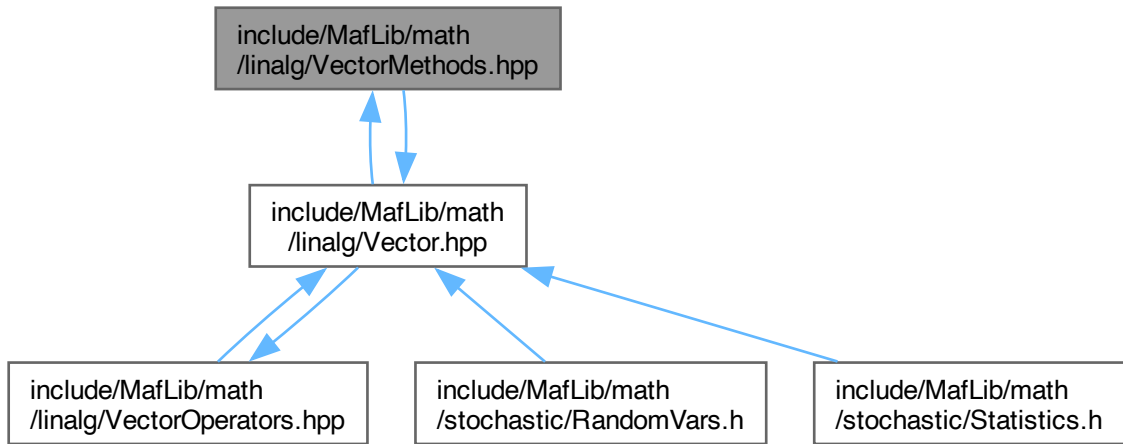 include/MafLib/math
/linalg/VectorMethods.hpp
include/MafLib/math
/linalg/Vector.hpp
include/MafLib/math
/linalg/VectorOperators.hpp
include/MafLib/math
/stochastic/RandomVars.h
include/MafLib/math
/stochastic/Statistics.h